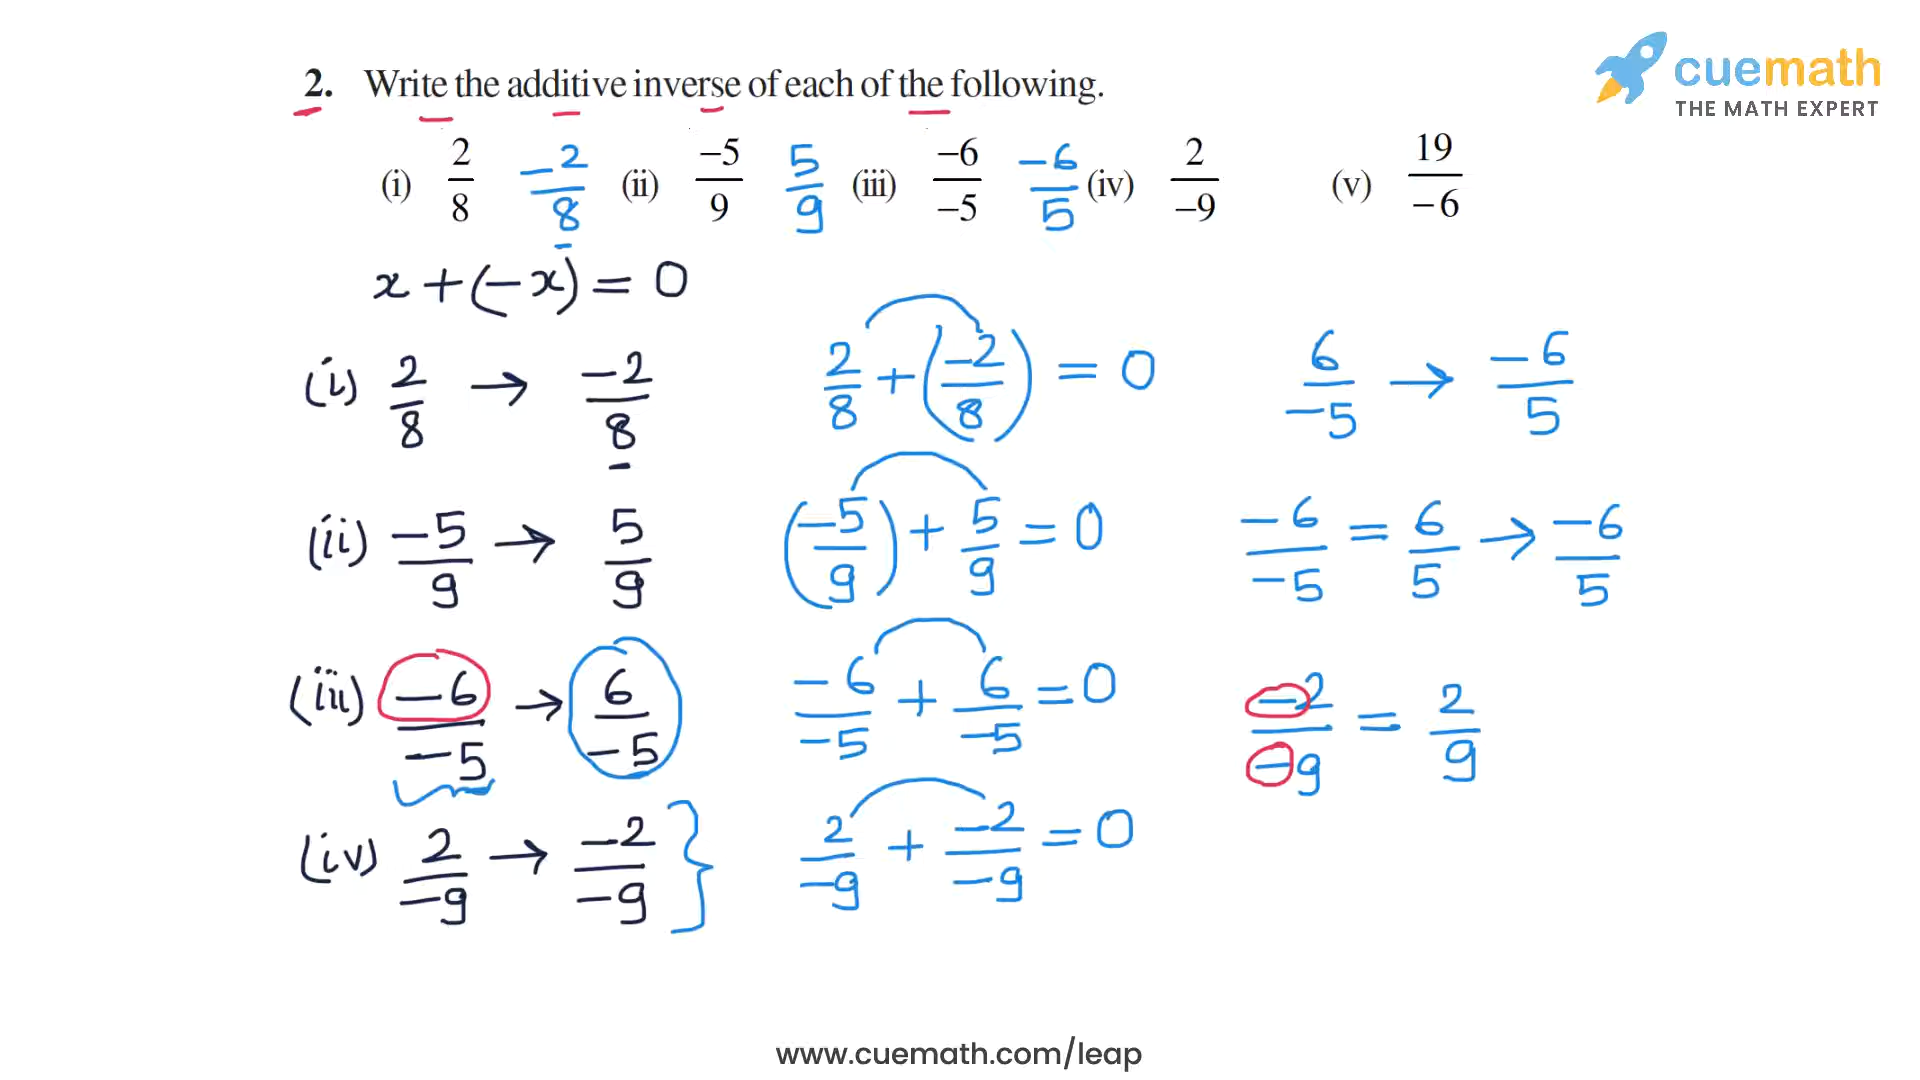 cuemath
THE MATH EXPERT
2. Write the additive inverse of each of the following.
(i) 2/8 -2/8 (ii) -5/9 5/9 (iii) -6/-5 -6/5 (iv) 2/-9 (v) 19/-6
x + (-x) = 0
(i) 2/8 → -2/8 2/8 + (-2/8) = 0 6/-5 → -6/5
(ii) -5/9 → 5/9 (-5/9) + 5/9 = 0 -6/-5 = 6/5 → -6/5
(iii) -6/-5 → 6/-5 -6/-5 + 6/-5 = 0 -2/-9 = 2/9
(iv) 2/-9 → -2/-9 } 2/-9 + -2/-9 = 0
www.cuemath.com/leap